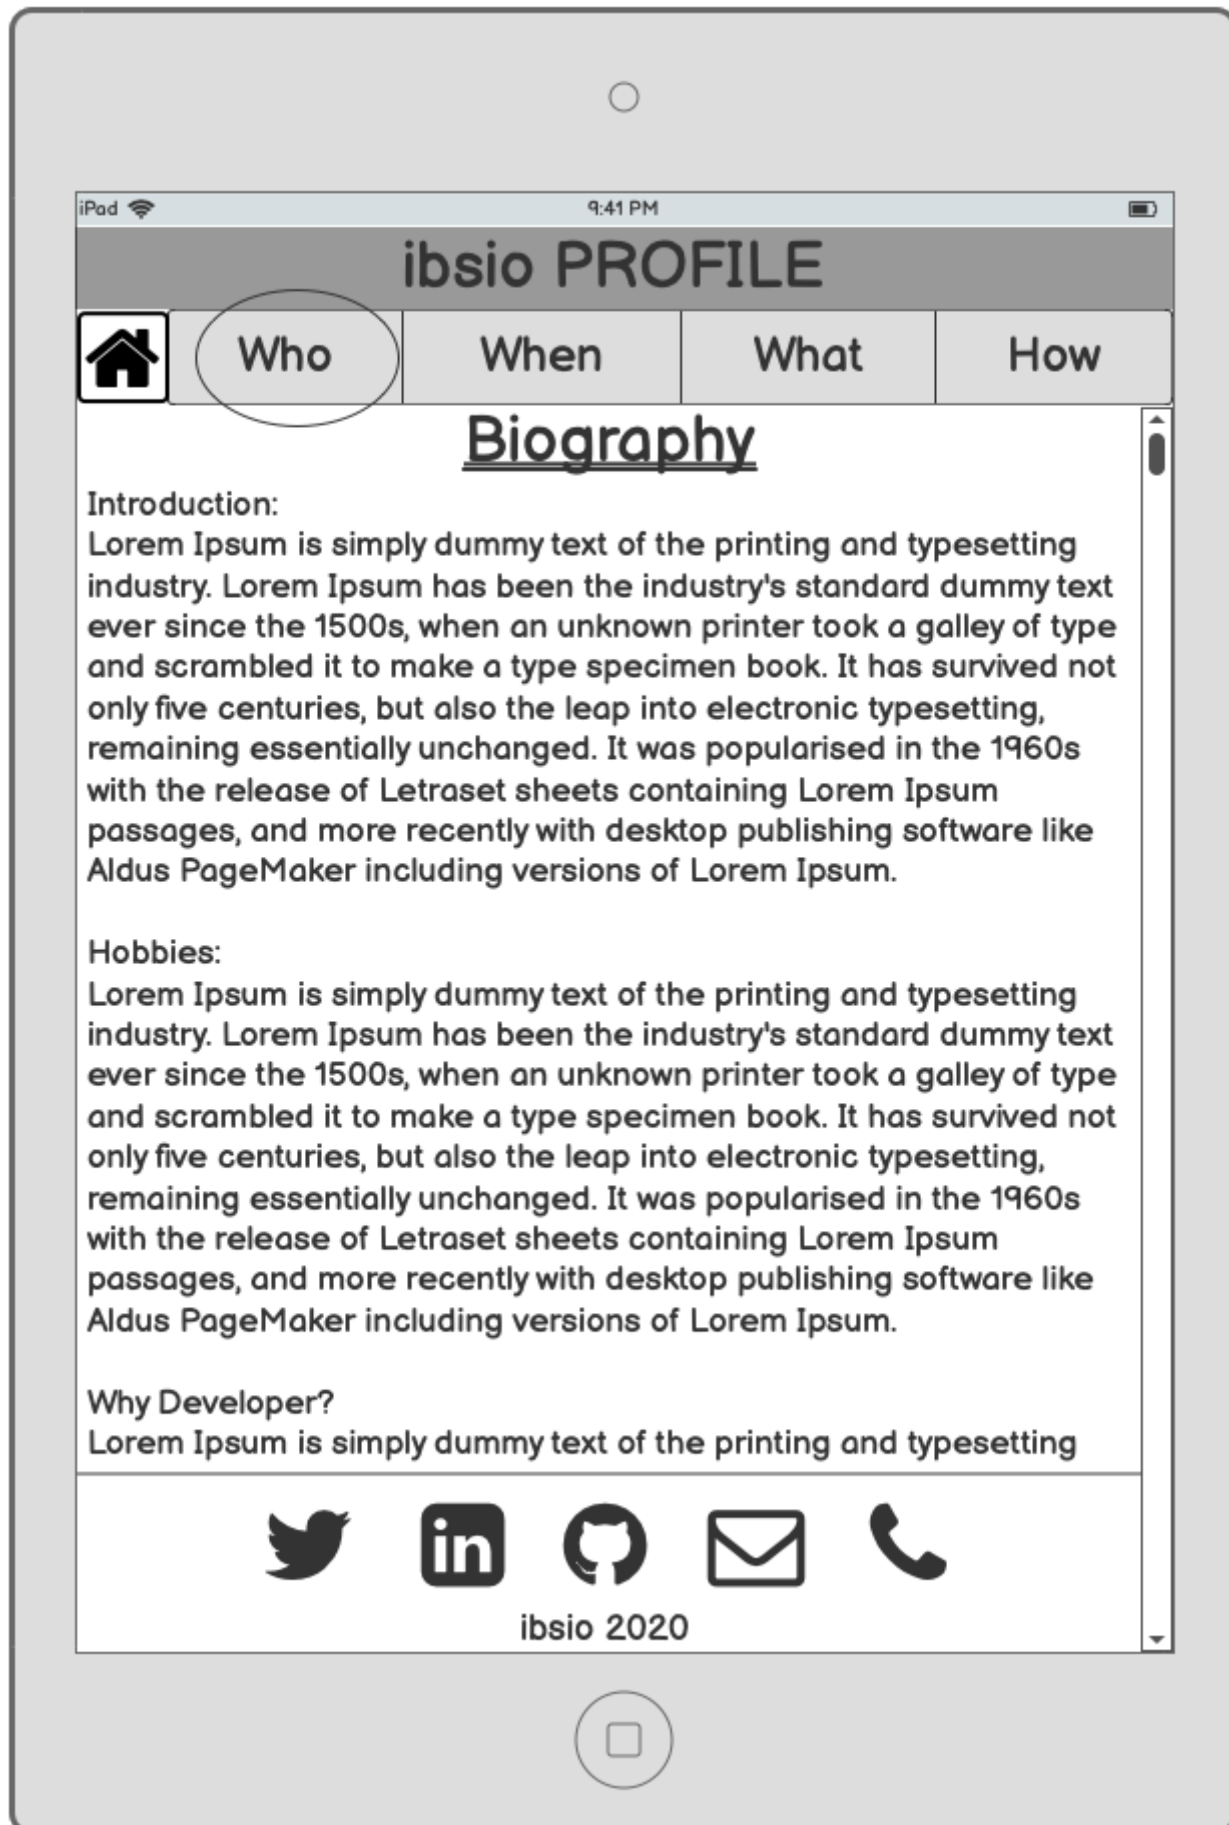 iPad 9:41 PM
ibsio PROFILE
Who When What How
Biography
Introduction:
Lorem Ipsum is simply dummy text of the printing and typesetting
industry. Lorem Ipsum has been the industry's standard dummy text
ever since the 1500s, when an unknown printer took a galley of type
and scrambled it to make a type specimen book. It has survived not
only five centuries, but also the leap into electronic typesetting,
remaining essentially unchanged. It was popularised in the 1960s
with the release of Letraset sheets containing Lorem Ipsum
passages, and more recently with desktop publishing software like
Aldus PageMaker including versions of Lorem Ipsum.
Hobbies:
Lorem Ipsum is simply dummy text of the printing and typesetting
industry. Lorem Ipsum has been the industry's standard dummy text
ever since the 1500s, when an unknown printer took a galley of type
and scrambled it to make a type specimen book. It has survived not
only five centuries, but also the leap into electronic typesetting,
remaining essentially unchanged. It was popularised in the 1960s
with the release of Letraset sheets containing Lorem Ipsum
passages, and more recently with desktop publishing software like
Aldus PageMaker including versions of Lorem Ipsum.
Why Developer?
Lorem Ipsum is simply dummy text of the printing and typesetting
in
ibsio 2020